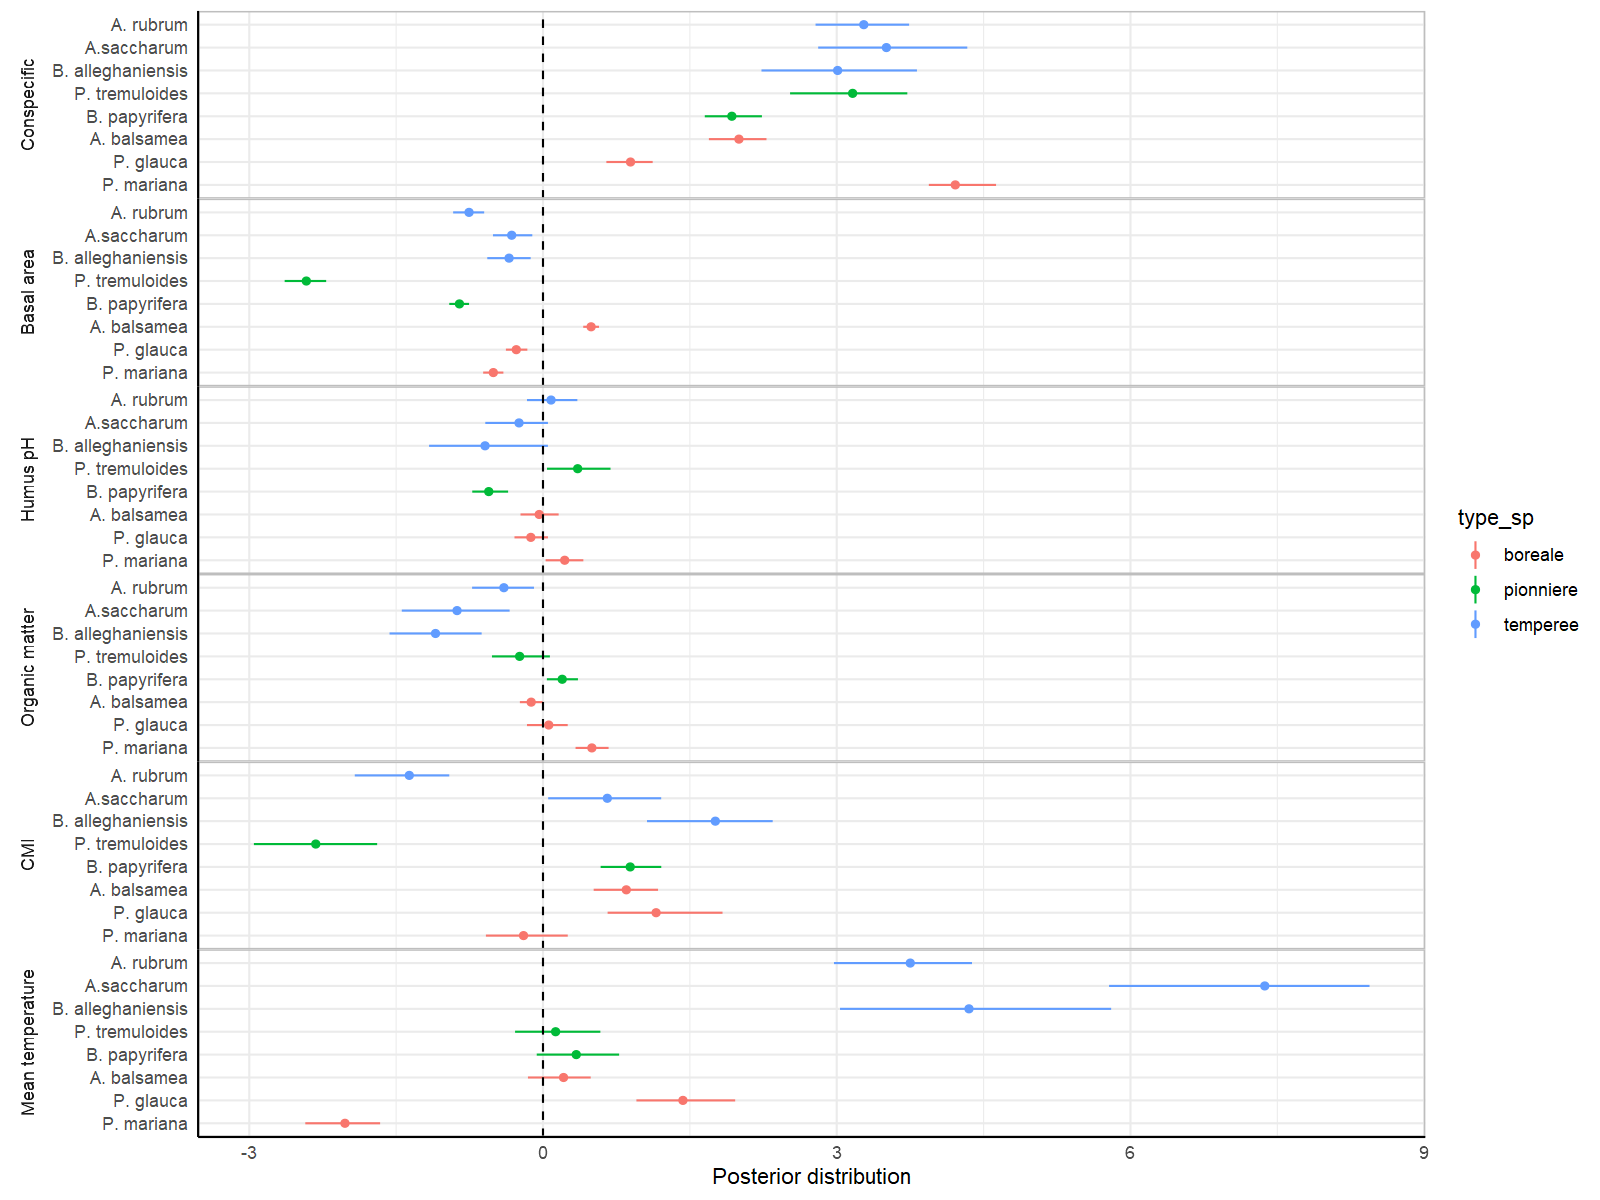 Conspecific
A. rubrum
A.saccharum
B. alleghaniensis
P. tremuloides
B. papyrifera
A. balsamea
P. glauca
P. mariana
Basal area
A. rubrum
A.saccharum
B. alleghaniensis
P. tremuloides
B. papyrifera
A. balsamea
P. glauca
P. mariana
Humus pH
A. rubrum
A.saccharum
B. alleghaniensis
P. tremuloides
B. papyrifera
A. balsamea
P. glauca
P. mariana
Organic matter
A. rubrum
A.saccharum
B. alleghaniensis
P. tremuloides
B. papyrifera
A. balsamea
P. glauca
P. mariana
CMI
A. rubrum
A.saccharum
B. alleghaniensis
P. tremuloides
B. papyrifera
A. balsamea
P. glauca
P. mariana
Mean temperature
A. rubrum
A.saccharum
B. alleghaniensis
P. tremuloides
B. papyrifera
A. balsamea
P. glauca
P. mariana
-3 0 3 6 9
Posterior distribution
type_sp
boreale
pionniere
temperee